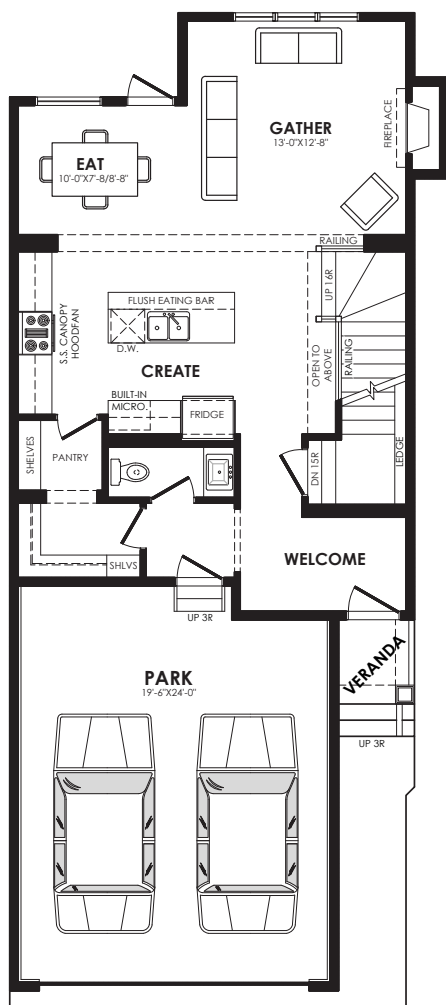 GATHER
13'-0"X12'-8"
FIREPLACE
EAT
10'-0"X7'-8/8'-8"
RAILING
UP 16R
FLUSH EATING BAR
S.S. CANOPY
HOODFAN
D.W.
CREATE
OPEN TO
ABOVE
RAILING
BUILT-IN
MICRO.
FRIDGE
SHELVES
PANTRY
DN 15R
LEDGE
SHLVS
WELCOME
UP 3R
VERANDA
PARK
19'-6"X24'-0"
UP 3R